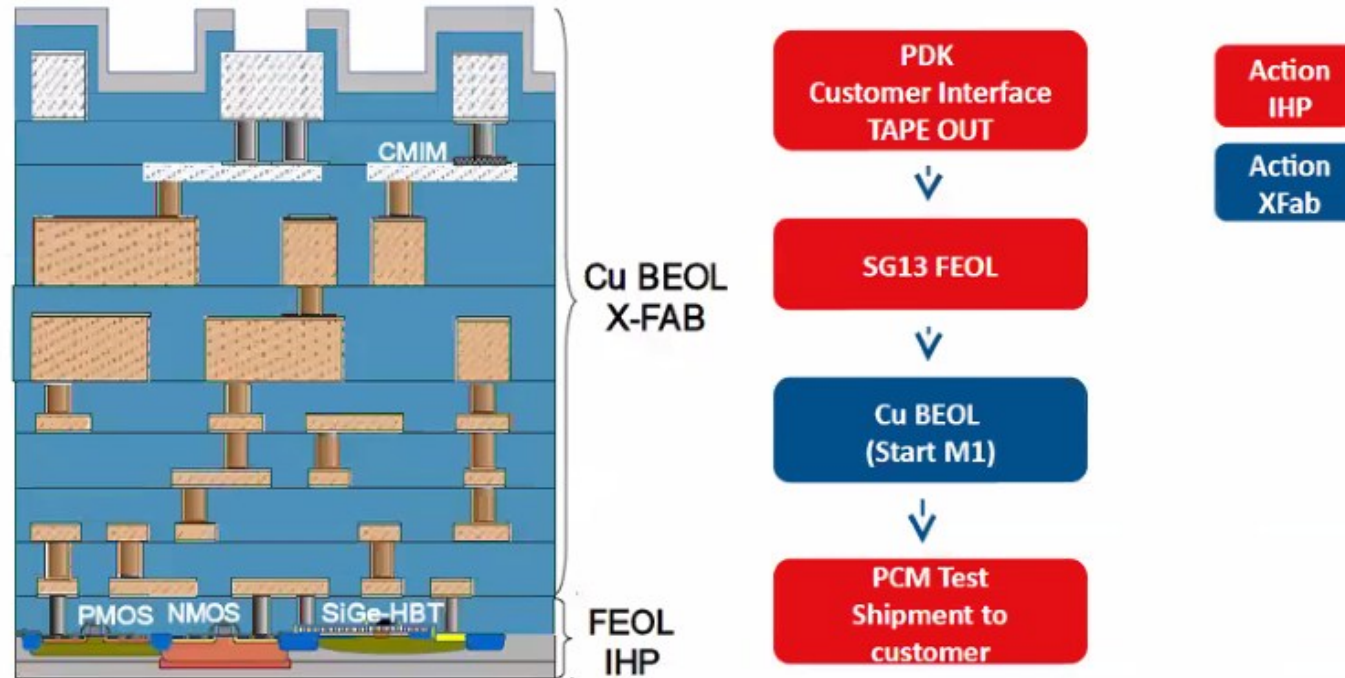 CMIM
PMOS NMOS SiGe-HBT
Cu BEOL
X-FAB
FEOL
IHP
PDK
Customer Interface
TAPE OUT
SG13 FEOL
Cu BEOL
(Start M1)
PCM Test
Shipment to
customer
Action
IHP
Action
XFab